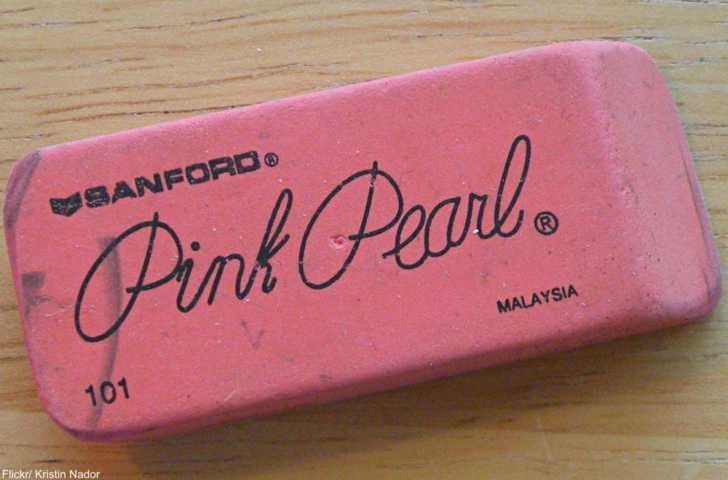 SANFORD®
Pink Pearl®
MALAYSIA
101
Flickr/ Kristin Nador